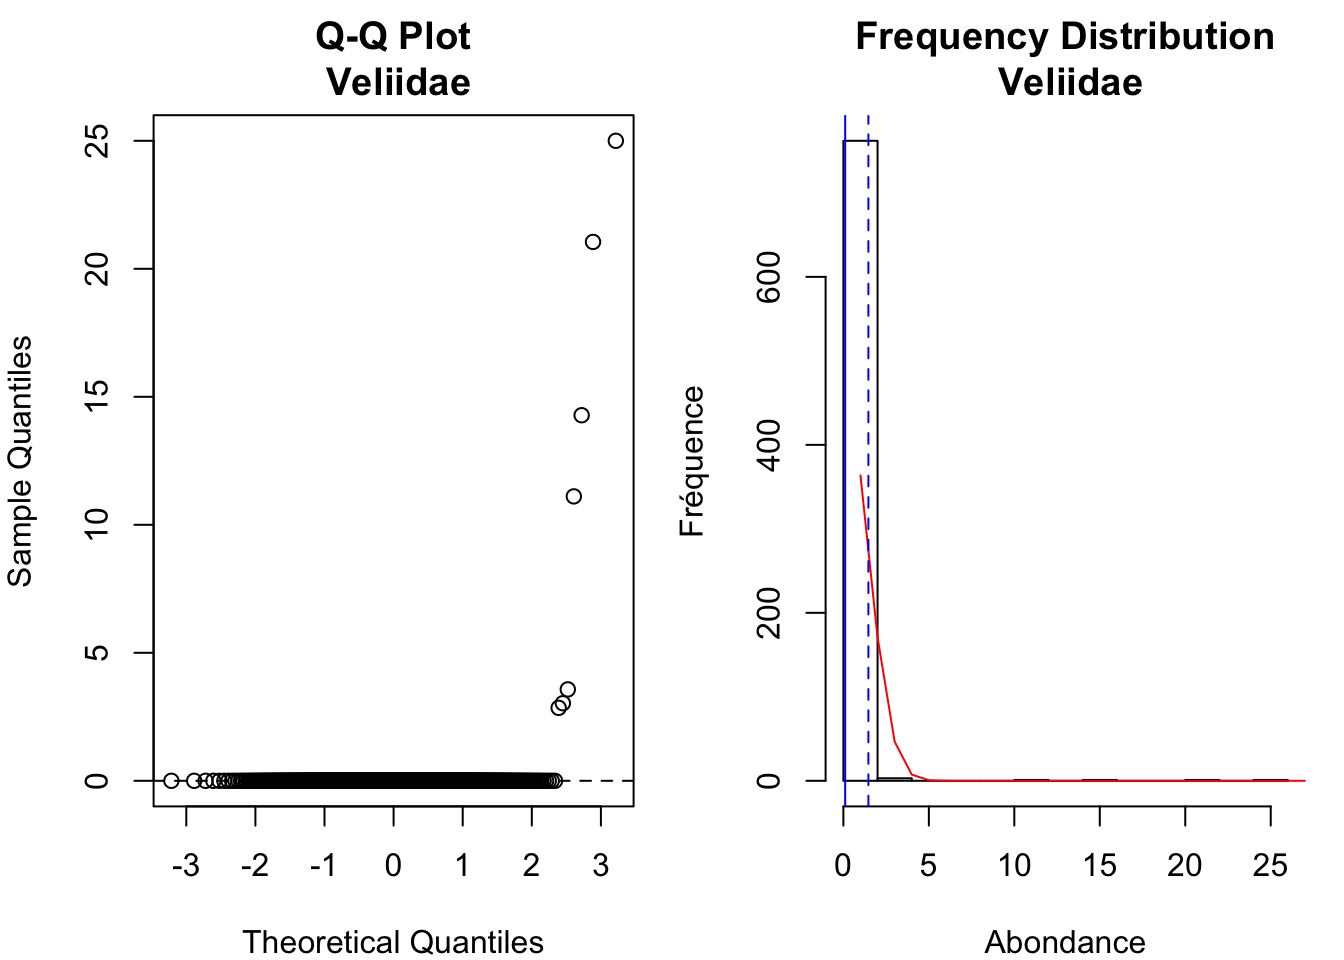 Q-Q Plot
Veliidae
Sample Quantiles
25
20
15
10
5
0
-3 -2 -1 0 1 2 3
Theoretical Quantiles
Frequency Distribution
Veliidae
Fréquence
600
400
200
0
0 5 10 15 20 25
Abondance